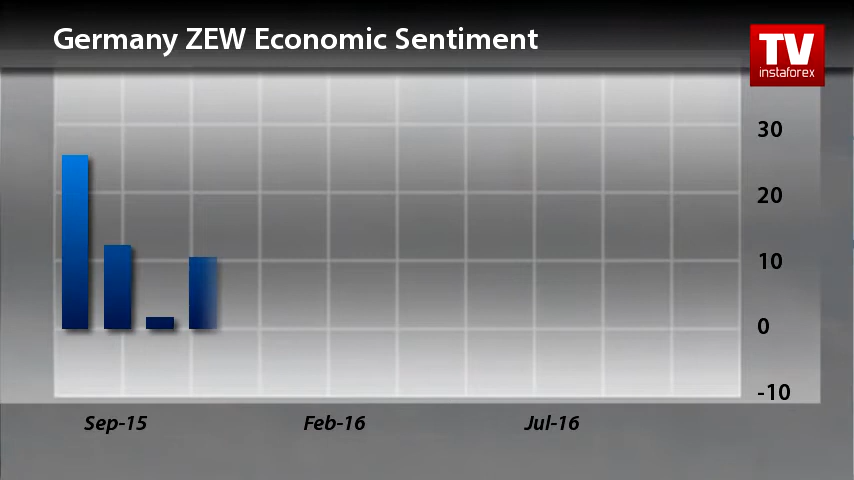 Germany ZEW Economic Sentiment
TV
instaforex
30
20
10
0
-10
Sep-15 Feb-16 Jul-16